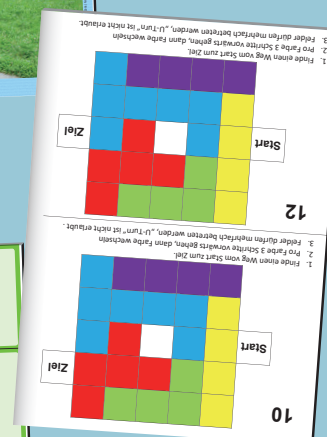 10
Start
Ziel
1. Finde einen Weg vom Start zum Ziel.
2. Pro Farbe 3 Schritte vorwärts gehen, dann Farbe wechseln
3. Felder dürfen mehrfach betreten werden, „U-Turn“ ist nicht erlaubt.
12
Start
Ziel
1. Finde einen Weg vom Start zum Ziel.
2. Pro Farbe 3 Schritte vorwärts gehen, dann Farbe wechseln
3. Felder dürfen mehrfach betreten werden, „U-Turn“ ist nicht erlaubt.